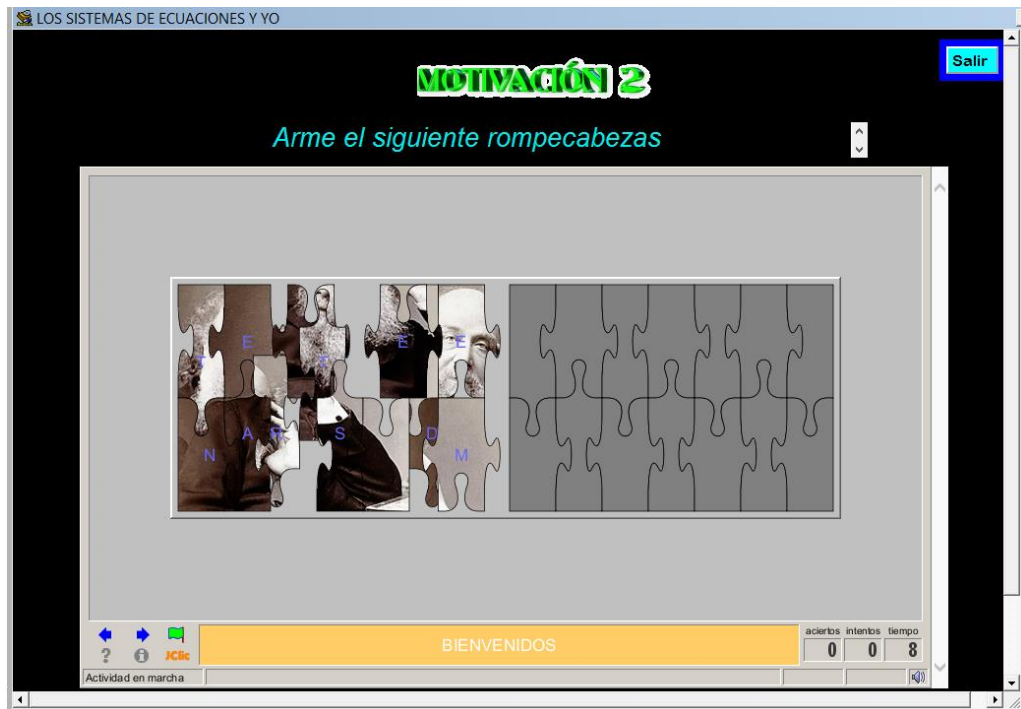 LOS SISTEMAS DE ECUACIONES Y YO
Salir
MOTIVACIÓN 2
Arme el siguiente rompecabezas
E
E
E
T
I
A
R
S
D
N
M
BIENVENIDOS
aciertos intentos tiempo
0 0 8
? JClic
Actividad en marcha